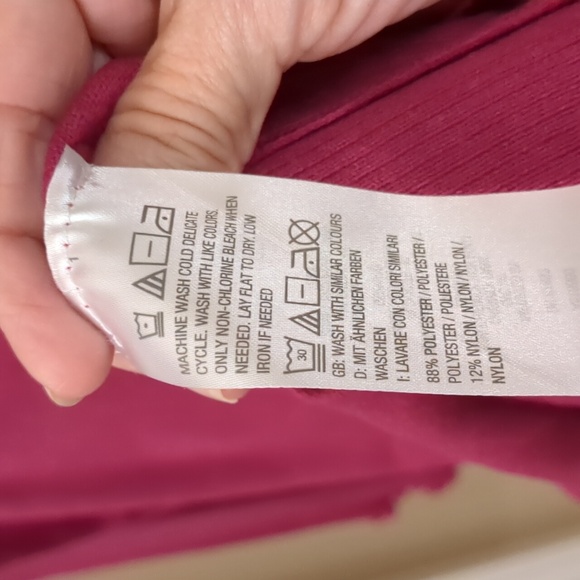 1
MACHINE WASH COLD DELICATE
CYCLE. WASH WITH LIKE COLORS.
ONLY NON-CHLORINE BLEACH WHEN
NEEDED. LAY FLAT TO DRY. LOW
IRON IF NEEDED
30
GB: WASH WITH SIMILAR COLOURS
D: MIT ÄHNLICHEN FARBEN
WASCHEN
I: LAVARE CON COLORI SIMILARI
88% POLYESTER / POLYESTER /
POLYESTER / POLIESTERE
12% NYLON / NYLON / NYLON /
NYLON